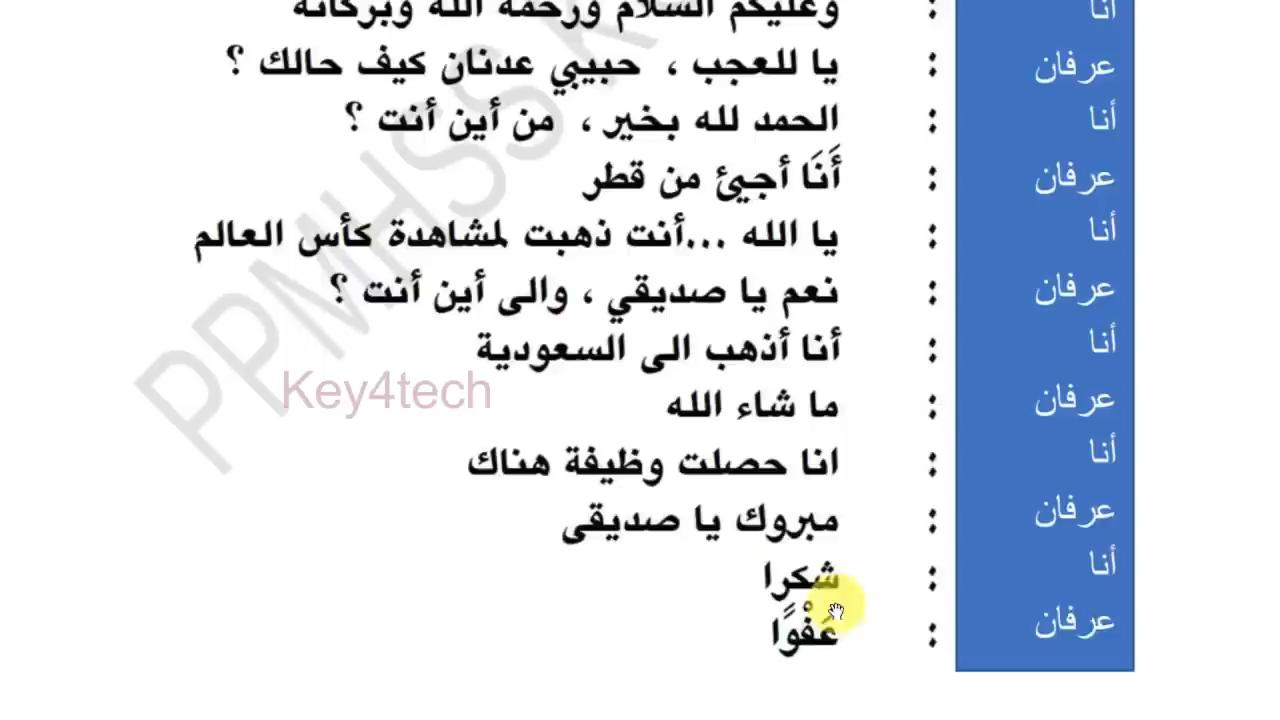 أنا : وعليكم السلام ورحمة الله وبركاته
عرفان : يا للعجب ، حبيبي عدنان كيف حالك ؟
أنا : الحمد لله بخير ، من أين أنت ؟
عرفان : أَنَا أجيئ من قطر
أنا : يا الله ...أنت ذهبت لمشاهدة كأس العالم
عرفان : نعم يا صديقي ، والى أين أنت ؟
أنا : أنا أذهب الى السعودية
عرفان : ما شاء الله
أنا : انا حصلت وظيفة هناك
عرفان : مبروك يا صديقى
أنا : شكرا
عرفان : عَفْوًا
PPMHSS K
Key4tech